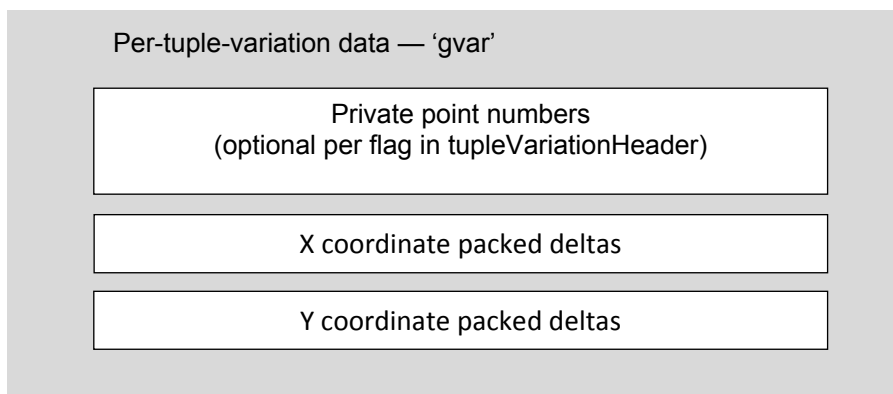 Per-tuple-variation data — ‘gvar’
Private point numbers
(optional per flag in tupleVariationHeader)
X coordinate packed deltas
Y coordinate packed deltas